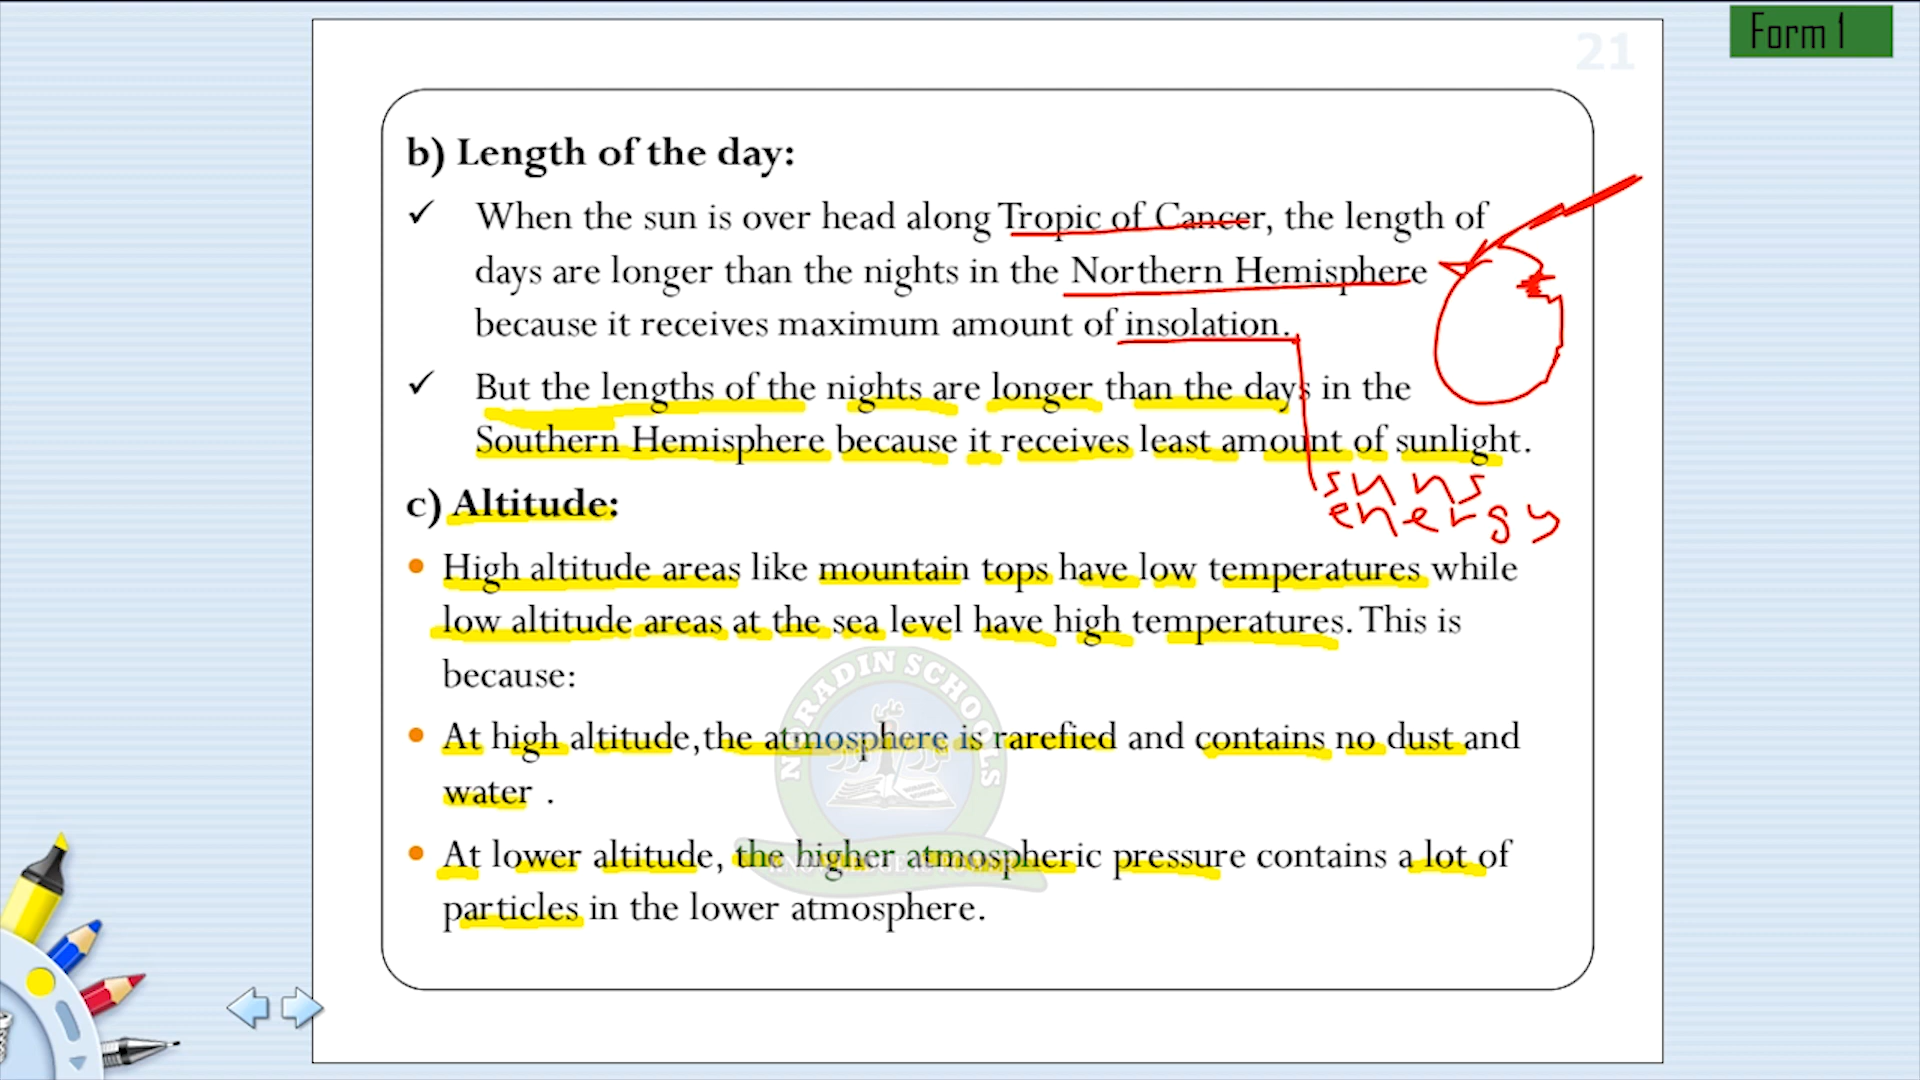 Form 1
21
b) Length of the day:
✓ When the sun is over head along Tropic of Cancer, the length of
days are longer than the nights in the Northern Hemisphere
because it receives maximum amount of insolation.
✓ But the lengths of the nights are longer than the days in the
Southern Hemisphere because it receives least amount of sunlight.
suns
energy
c) Altitude:
• High altitude areas like mountain tops have low temperatures while
low altitude areas at the sea level have high temperatures. This is
because:
• At high altitude, the atmosphere is rarefied and contains no dust and
water .
• At lower altitude, the higher atmospheric pressure contains a lot of
particles in the lower atmosphere.
NORADIN SCHOOLS
KNOWLEDGE IS POWER